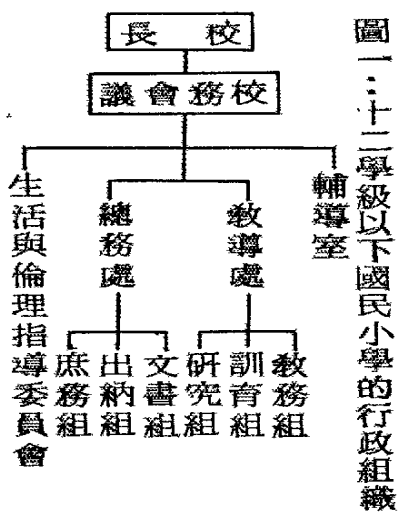 圖一：十二學級以下國民小學的行政組織
校長
校務會議
輔導室
教導處
總務處
生活與倫理指導委員會
教務組
訓育組
研究組
文書組
出納組
庶務組